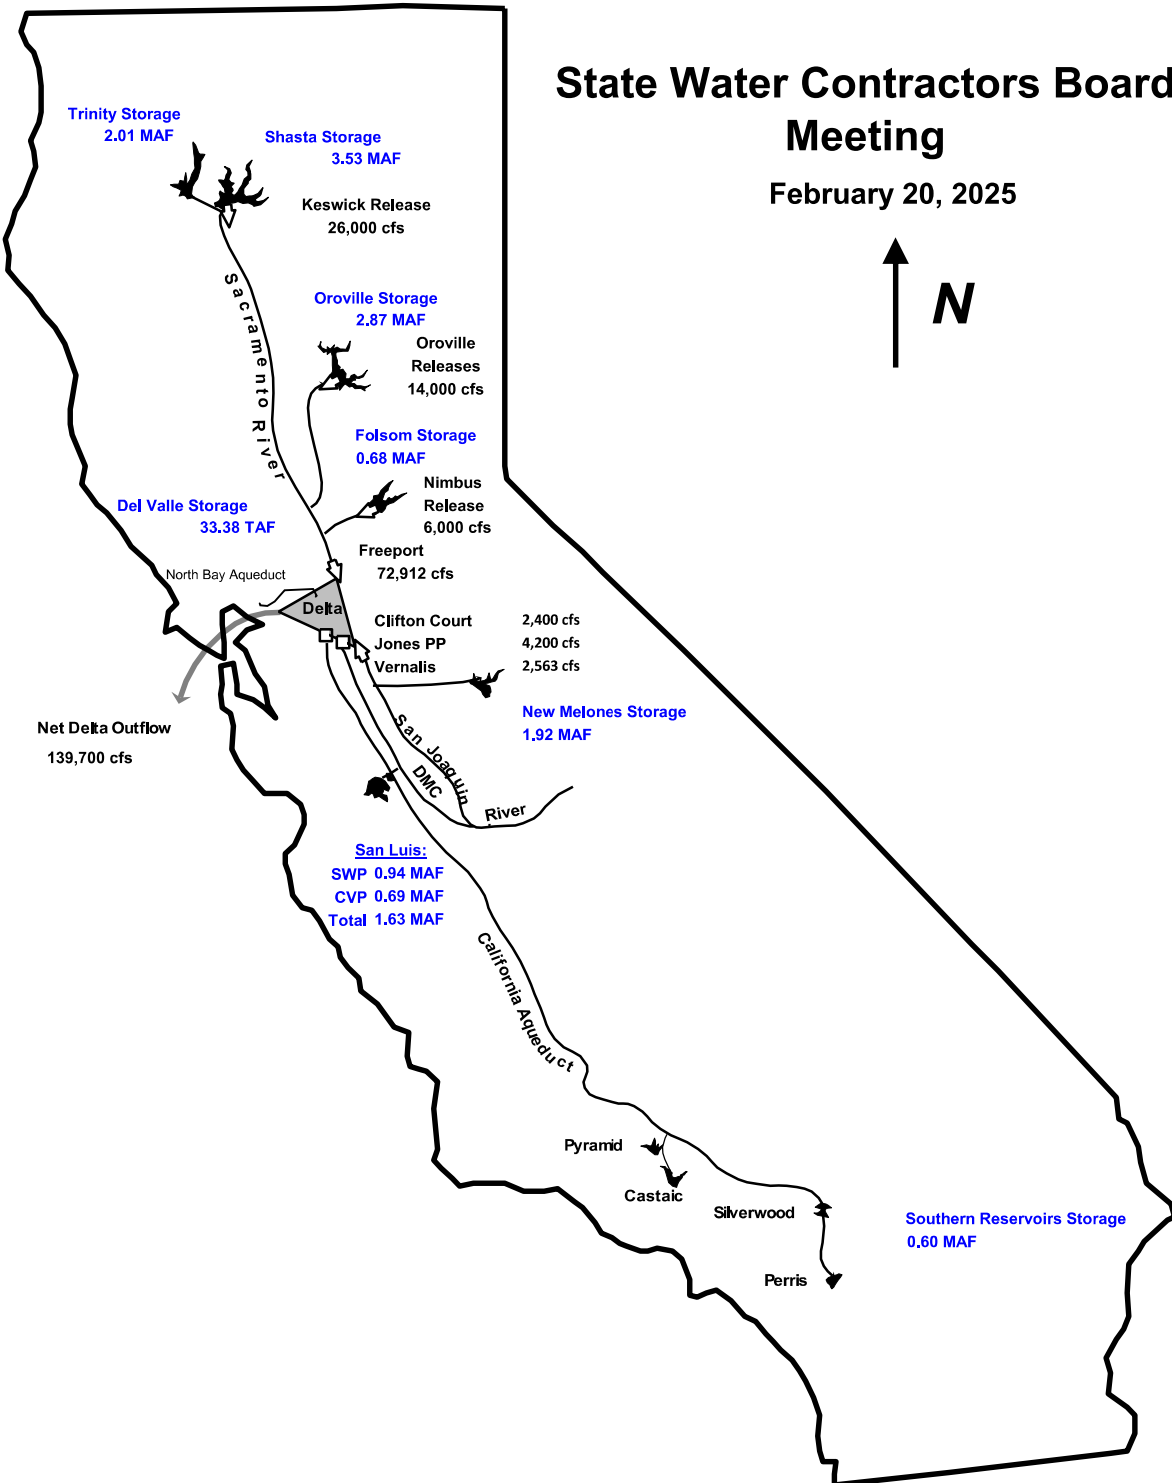 State Water Contractors Board
Meeting
February 20, 2025
N
Trinity Storage
2.01 MAF
Shasta Storage
3.53 MAF
Keswick Release
26,000 cfs
Sacramento River
Oroville Storage
2.87 MAF
Oroville
Releases
14,000 cfs
Folsom Storage
0.68 MAF
Nimbus
Release
6,000 cfs
Del Valle Storage
33.38 TAF
Freeport
72,912 cfs
North Bay Aqueduct
Delta
Clifton Court 2,400 cfs
Jones PP 4,200 cfs
Vernalis 2,563 cfs
New Melones Storage
1.92 MAF
Net Delta Outflow
139,700 cfs
San Joaquin
River
DMC
San Luis:
SWP 0.94 MAF
CVP 0.69 MAF
Total 1.63 MAF
California Aqueduct
Pyramid
Castaic
Silverwood
Perris
Southern Reservoirs Storage
0.60 MAF